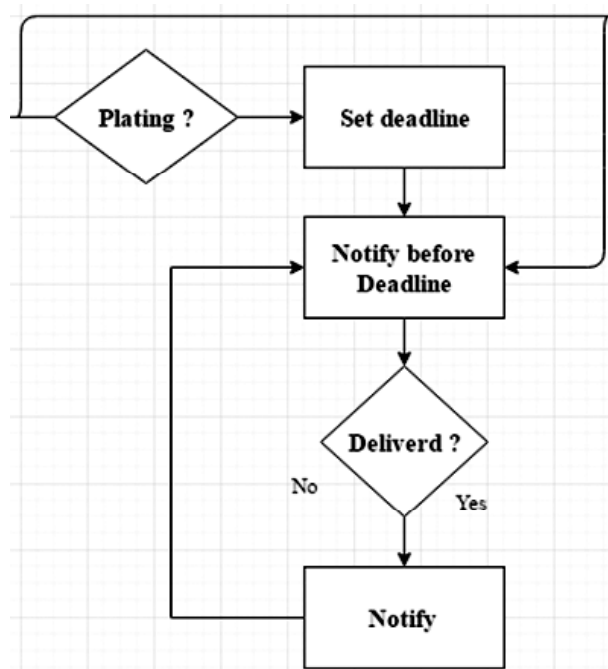 Plating ?
Set deadline
Notify before
Deadline
Deliverd ?
No
Yes
Notify